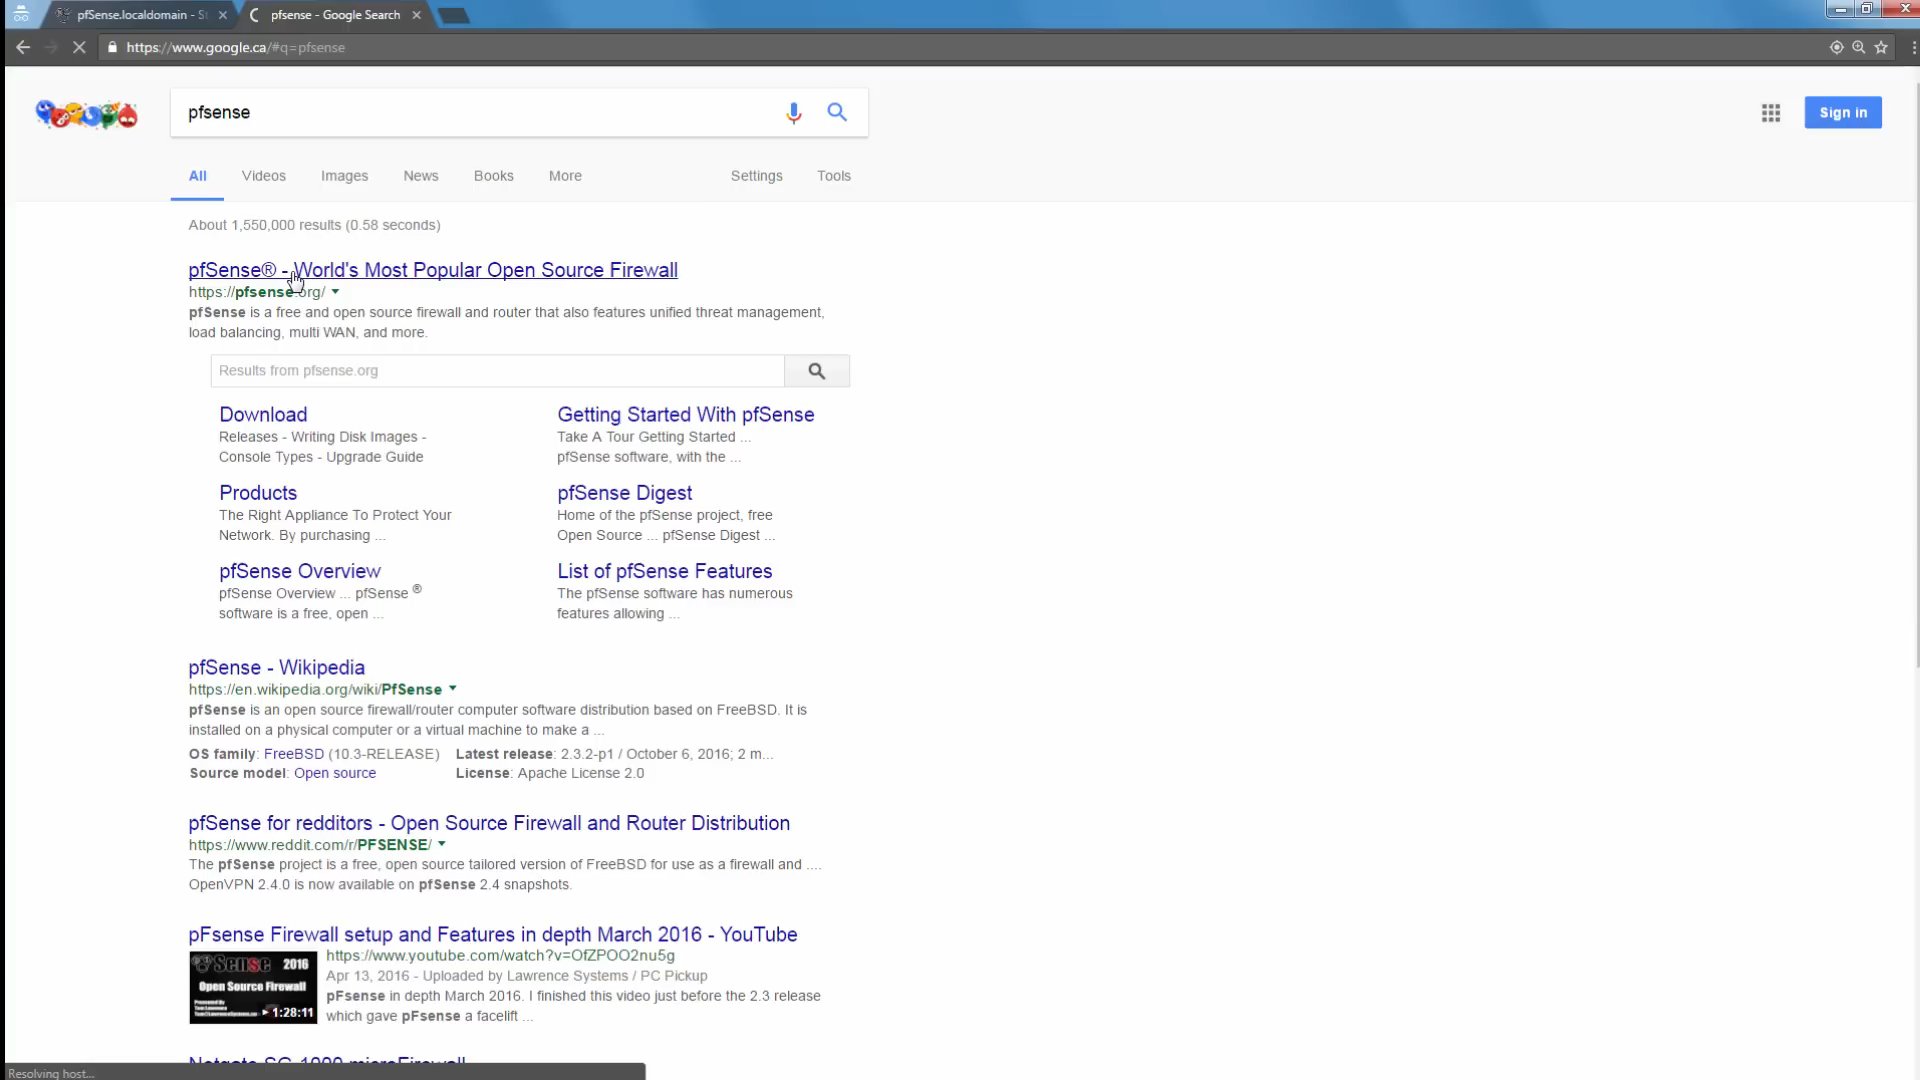 pfSense.localdomain - St
pfsense - Google Search
https://www.google.ca/#q=pfsense
pfsense
Sign in
All Videos Images News Books More Settings Tools
About 1,550,000 results (0.58 seconds)
pfSense® - World's Most Popular Open Source Firewall
https://pfsense.org/
pfSense is a free and open source firewall and router that also features unified threat management,
load balancing, multi WAN, and more.
Results from pfsense.org
Download
Releases - Writing Disk Images -
Console Types - Upgrade Guide
Getting Started With pfSense
Take A Tour Getting Started ...
pfSense software, with the ...
Products
The Right Appliance To Protect Your
Network. By purchasing ...
pfSense Digest
Home of the pfSense project, free
Open Source ... pfSense Digest ...
pfSense Overview
pfSense Overview ... pfSense ®
software is a free, open ...
List of pfSense Features
The pfSense software has numerous
features allowing ...
pfSense - Wikipedia
https://en.wikipedia.org/wiki/PfSense
pfSense is an open source firewall/router computer software distribution based on FreeBSD. It is
installed on a physical computer or a virtual machine to make a ...
OS family: FreeBSD (10.3-RELEASE) Latest release: 2.3.2-p1 / October 6, 2016; 2 m...
Source model: Open source License: Apache License 2.0
pfSense for redditors - Open Source Firewall and Router Distribution
https://www.reddit.com/r/PFSENSE/
The pfSense project is a free, open source tailored version of FreeBSD for use as a firewall and ....
OpenVPN 2.4.0 is now available on pfSense 2.4 snapshots.
pFsense Firewall setup and Features in depth March 2016 - YouTube
https://www.youtube.com/watch?v=OfZPOO2nu5g
Apr 13, 2016 - Uploaded by Lawrence Systems / PC Pickup
pFsense in depth March 2016. I finished this video just before the 2.3 release
which gave pFsense a facelift ...
Sense 2016
Open Source Firewall
1:28:11
Netgate SG-1000 microFirewall
Resolving host...